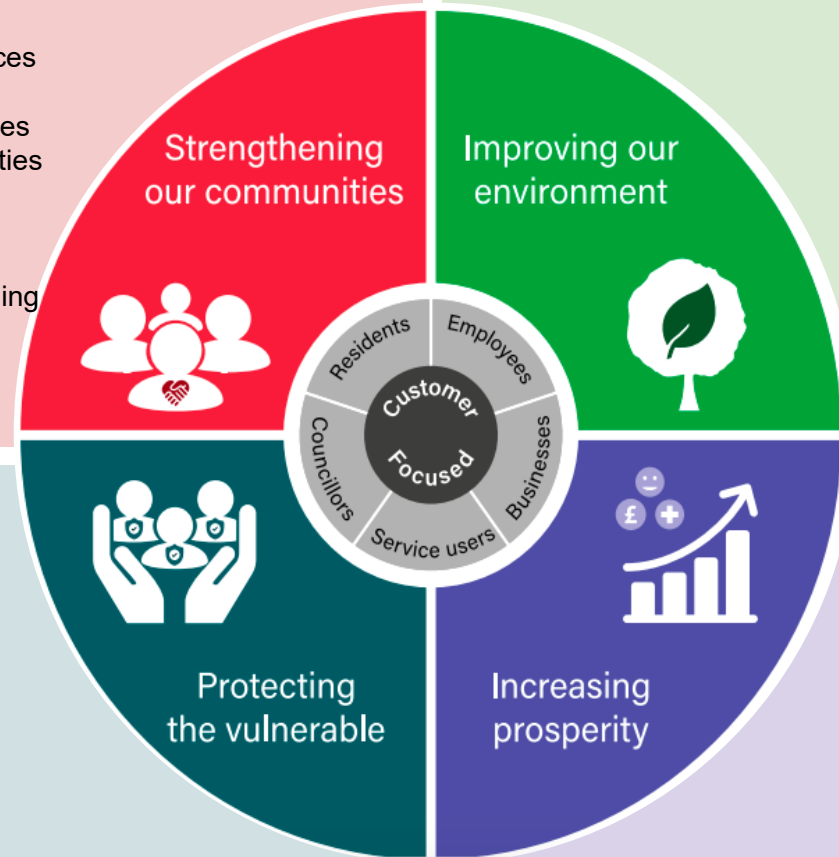 Strengthening
our communities
Improving our
environment
Residents
Employees
Businesses
Service users
Councillors
Customer
Focused
£
Protecting
the vulnerable
Increasing
prosperity